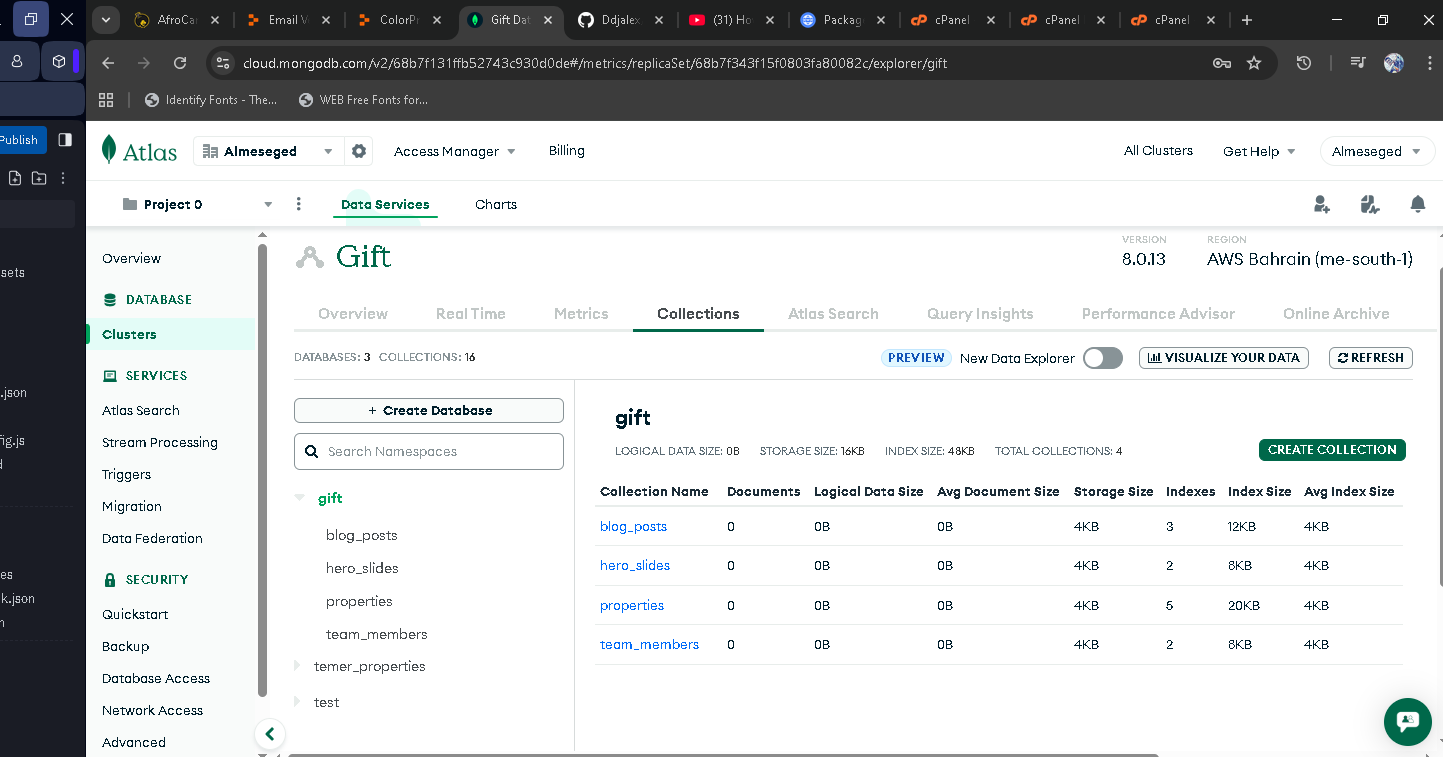 AfroCar
Email V
ColorPr
Gift Dat
Ddjalex
(31) Ho
Package
cPanel
cPanel
cPanel
cloud.mongodb.com/v2/68b7f131ffb52743c930d0de#/metrics/replicaSet/68b7f343f15f0803fa80082c/explorer/gift
Identify Fonts - The...
WEB Free Fonts for...
Publish
sets
.json
fig.js
d
es
k.json
n
Atlas
Almeseged
Access Manager
Billing
All Clusters
Get Help
Almeseged
Project 0
Data Services
Charts
Overview
DATABASE
Clusters
SERVICES
Atlas Search
Stream Processing
Triggers
Migration
Data Federation
SECURITY
Quickstart
Backup
Database Access
Network Access
Advanced
Gift
VERSION
8.0.13
REGION
AWS Bahrain (me-south-1)
Overview
Real Time
Metrics
Collections
Atlas Search
Query Insights
Performance Advisor
Online Archive
DATABASES: 3 COLLECTIONS: 16
PREVIEW
New Data Explorer
VISUALIZE YOUR DATA
REFRESH
+ Create Database
Search Namespaces
gift
blog_posts
hero_slides
properties
team_members
temer_properties
test
gift
LOGICAL DATA SIZE: 0B STORAGE SIZE: 16KB INDEX SIZE: 48KB TOTAL COLLECTIONS: 4
CREATE COLLECTION
Collection Name Documents Logical Data Size Avg Document Size Storage Size Indexes Index Size Avg Index Size
blog_posts 0 0B 0B 4KB 3 12KB 4KB
hero_slides 0 0B 0B 4KB 2 8KB 4KB
properties 0 0B 0B 4KB 5 20KB 4KB
team_members 0 0B 0B 4KB 2 8KB 4KB